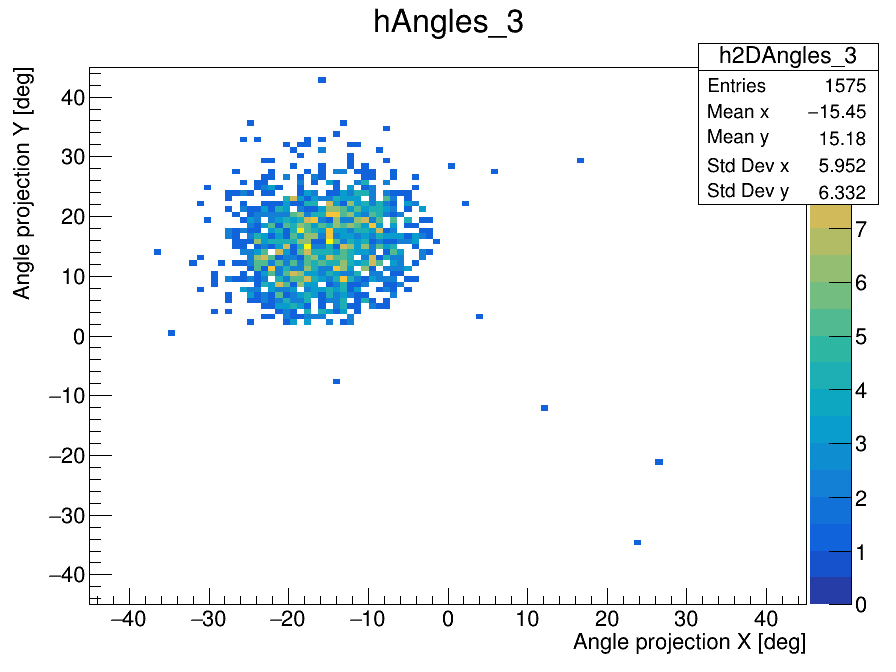 hAngles_3
h2DAngles_3
Entries 1575
Mean x −15.45
Mean y 15.18
Std Dev x 5.952
Std Dev y 6.332
Angle projection Y [deg]
40
30
20
10
0
−10
−20
−30
−40
7
6
5
4
3
2
1
0
−40 −30 −20 −10 0 10 20 30 40
Angle projection X [deg]